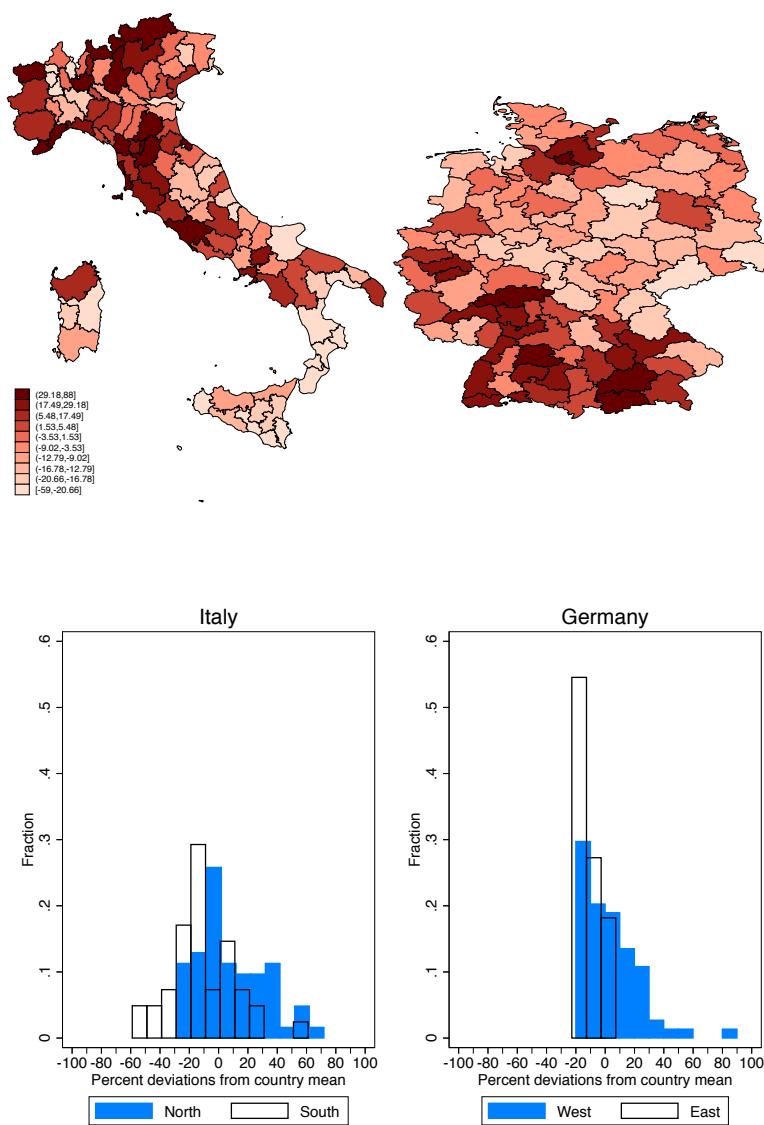 (29.18,88]
(17.49,29.18]
(5.48,17.49]
(1.53,5.48]
(-3.53,1.53]
(-9.02,-3.53]
(-12.79,-9.02]
(-16.78,-12.79]
(-20.66,-16.78]
[-59,-20.66]
Italy
Germany
0 .1 .2 .3 .4 .5 .6
Fraction
-100 -80 -60 -40 -20 0 20 40 60 80 100
Percent deviations from country mean
North South
0 .1 .2 .3 .4 .5 .6
Fraction
-100 -80 -60 -40 -20 0 20 40 60 80 100
Percent deviations from country mean
West East